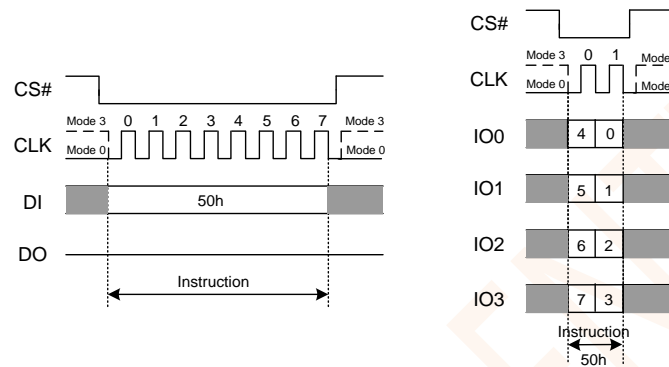 CS#
Mode 3 0 1 2 3 4 5 6 7 Mode 3
CLK
Mode 0 Mode 0
DI 50h
DO
Instruction
CS#
Mode 3 0 1 Mode
CLK
Mode 0 Mode
IO0 4 0
IO1 5 1
IO2 6 2
IO3 7 3
Instruction
50h